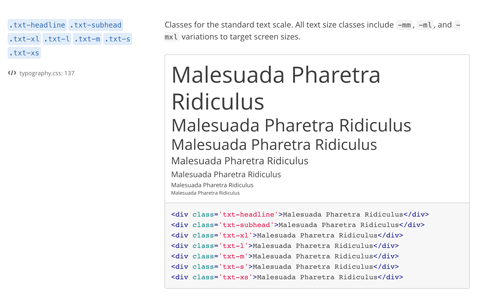 .txt-headline .txt-subhead
.txt-xl .txt-l .txt-m .txt-s
.txt-xs
</> typography.css: 137
Classes for the standard text scale. All text size classes include -mm, -ml, and -
mxl variations to target screen sizes.
Malesuada Pharetra
Ridiculus
Malesuada Pharetra Ridiculus
Malesuada Pharetra Ridiculus
Malesuada Pharetra Ridiculus
Malesuada Pharetra Ridiculus
Malesuada Pharetra Ridiculus
Malesuada Pharetra Ridiculus
<div class='txt-headline'>Malesuada Pharetra Ridiculus</div>
<div class='txt-subhead'>Malesuada Pharetra Ridiculus</div>
<div class='txt-xl'>Malesuada Pharetra Ridiculus</div>
<div class='txt-l'>Malesuada Pharetra Ridiculus</div>
<div class='txt-m'>Malesuada Pharetra Ridiculus</div>
<div class='txt-s'>Malesuada Pharetra Ridiculus</div>
<div class='txt-xs'>Malesuada Pharetra Ridiculus</div>